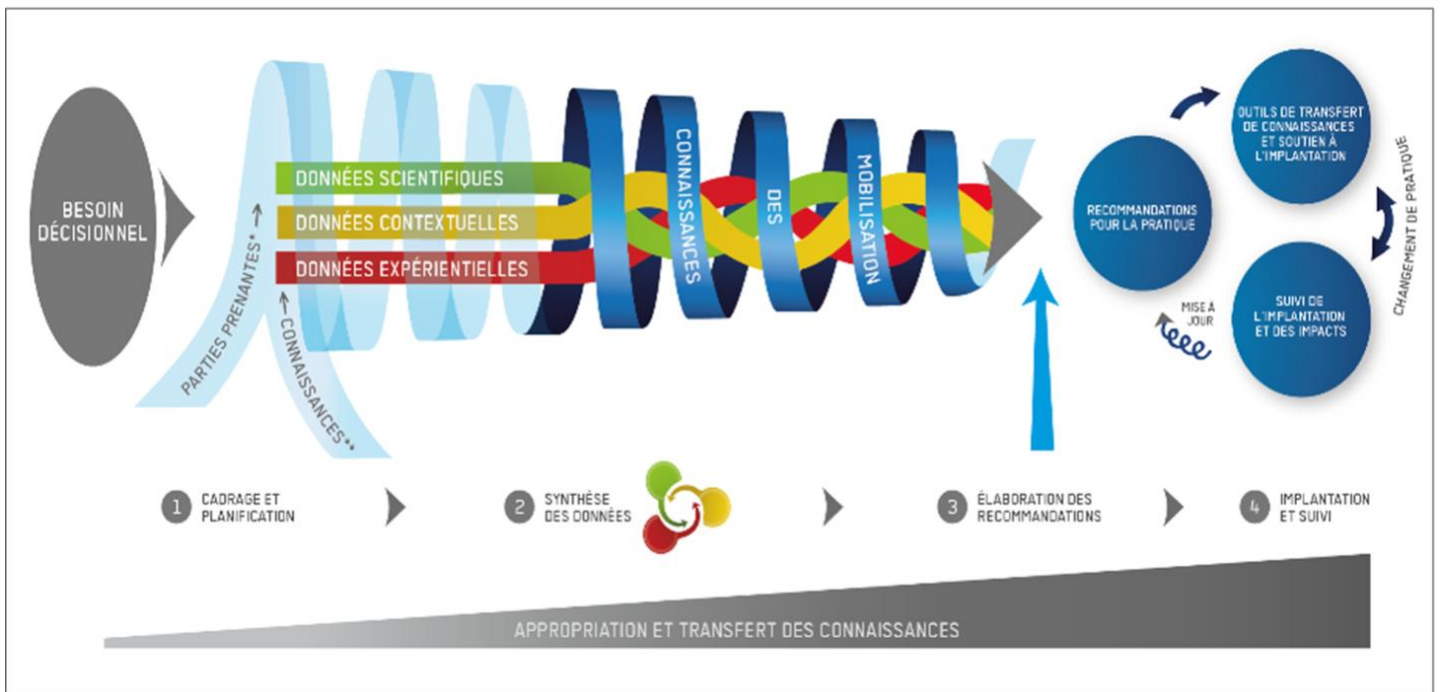 BESOIN
DÉCISIONNEL
PARTIES PRENANTES*
CONNAISSANCES**
DONNÉES SCIENTIFIQUES
DONNÉES CONTEXTUELLES
DONNÉES EXPÉRIENTIELLES
MOBILISATION
DES
CONNAISSANCES
RECOMMANDATIONS
POUR LA PRATIQUE
OUTILS DE TRANSFERT
DE CONNAISSANCES
ET SOUTIEN À
L'IMPLANTATION
CHANGEMENT DE PRATIQUE
SUIVI DE
L'IMPLANTATION
ET DES IMPACTS
MISE À
JOUR
1 CADRAGE ET
PLANIFICATION
2 SYNTHÈSE
DES DONNÉES
3 ÉLABORATION DES
RECOMMANDATIONS
4 IMPLANTATION
ET SUIVI
APPROPRIATION ET TRANSFERT DES CONNAISSANCES